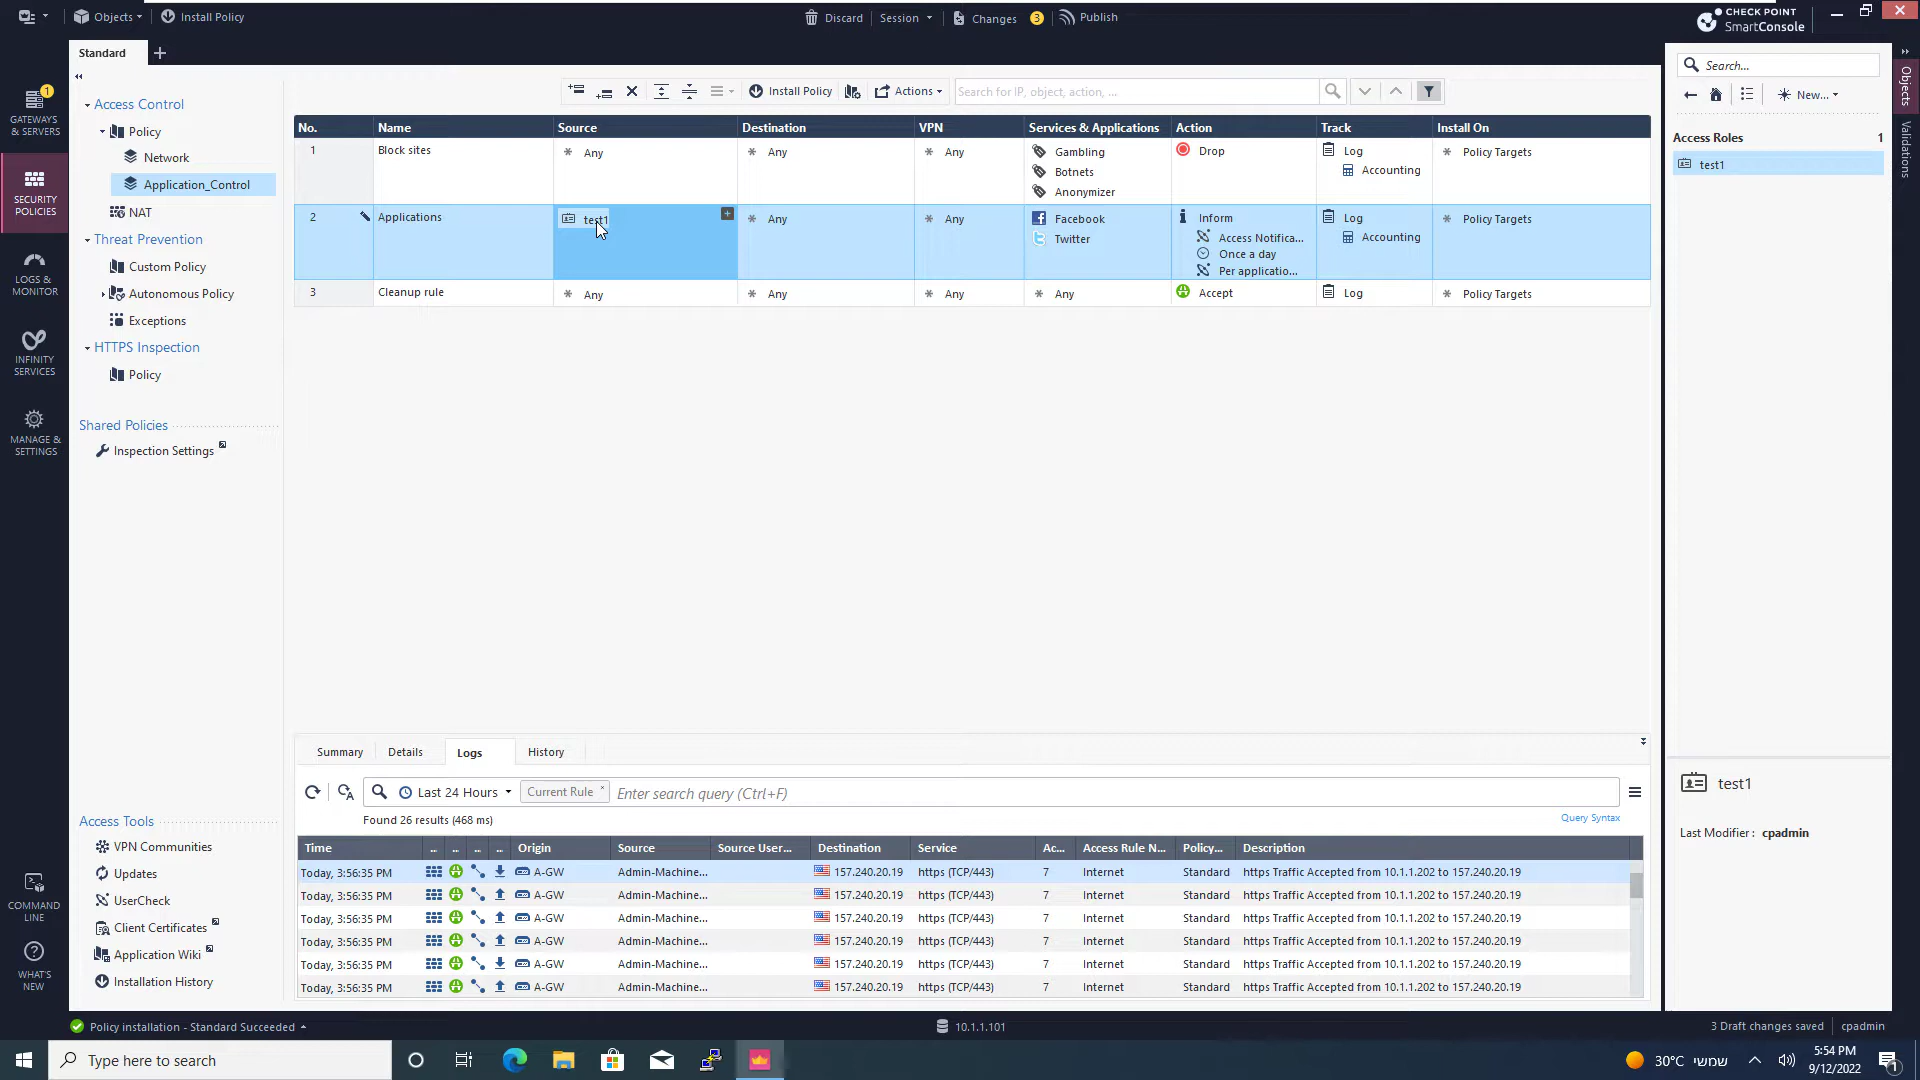 Objects
Install Policy
Discard
Session
Changes
3
Publish
CHECK POINT
SmartConsole
Standard
1
GATEWAYS
& SERVERS
SECURITY
POLICIES
LOGS &
MONITOR
INFINITY
SERVICES
MANAGE &
SETTINGS
COMMAND
LINE
WHAT'S
NEW
Access Control
Policy
Network
Application_Control
NAT
Threat Prevention
Custom Policy
Autonomous Policy
Exceptions
HTTPS Inspection
Policy
Shared Policies
Inspection Settings
Access Tools
VPN Communities
Updates
UserCheck
Client Certificates
Application Wiki
Installation History
Install Policy
Actions
Search for IP, object, action, ...
No. Name Source Destination VPN Services & Applications Action Track Install On
1 Block sites * Any * Any * Any Gambling Drop Log * Policy Targets
Botnets Accounting
Anonymizer
2 Applications test1 * Any * Any Facebook Inform Log * Policy Targets
Twitter Access Notifica... Accounting
Once a day
Per applicatio...
3 Cleanup rule * Any * Any * Any * Any Accept Log * Policy Targets
Summary Details Logs History
Last 24 Hours Current Rule Enter search query (Ctrl+F)
Found 26 results (468 ms)
Query Syntax
Time ... ... ... ... Origin Source Source User... Destination Service Ac... Access Rule N... Policy... Description
Today, 3:56:35 PM A-GW Admin-Machine... 157.240.20.19 https (TCP/443) 7 Internet Standard https Traffic Accepted from 10.1.1.202 to 157.240.20.19
Today, 3:56:35 PM A-GW Admin-Machine... 157.240.20.19 https (TCP/443) 7 Internet Standard https Traffic Accepted from 10.1.1.202 to 157.240.20.19
Today, 3:56:35 PM A-GW Admin-Machine... 157.240.20.19 https (TCP/443) 7 Internet Standard https Traffic Accepted from 10.1.1.202 to 157.240.20.19
Today, 3:56:35 PM A-GW Admin-Machine... 157.240.20.19 https (TCP/443) 7 Internet Standard https Traffic Accepted from 10.1.1.202 to 157.240.20.19
Today, 3:56:35 PM A-GW Admin-Machine... 157.240.20.19 https (TCP/443) 7 Internet Standard https Traffic Accepted from 10.1.1.202 to 157.240.20.19
Today, 3:56:35 PM A-GW Admin-Machine... 157.240.20.19 https (TCP/443) 7 Internet Standard https Traffic Accepted from 10.1.1.202 to 157.240.20.19
Search...
New...
Access Roles 1
test1
test1
Last Modifier : cpadmin
Objects
Validations
Policy installation - Standard Succeeded
10.1.1.101
3 Draft changes saved
cpadmin
Type here to search
30°C שמשי
5:54 PM
9/12/2022
1